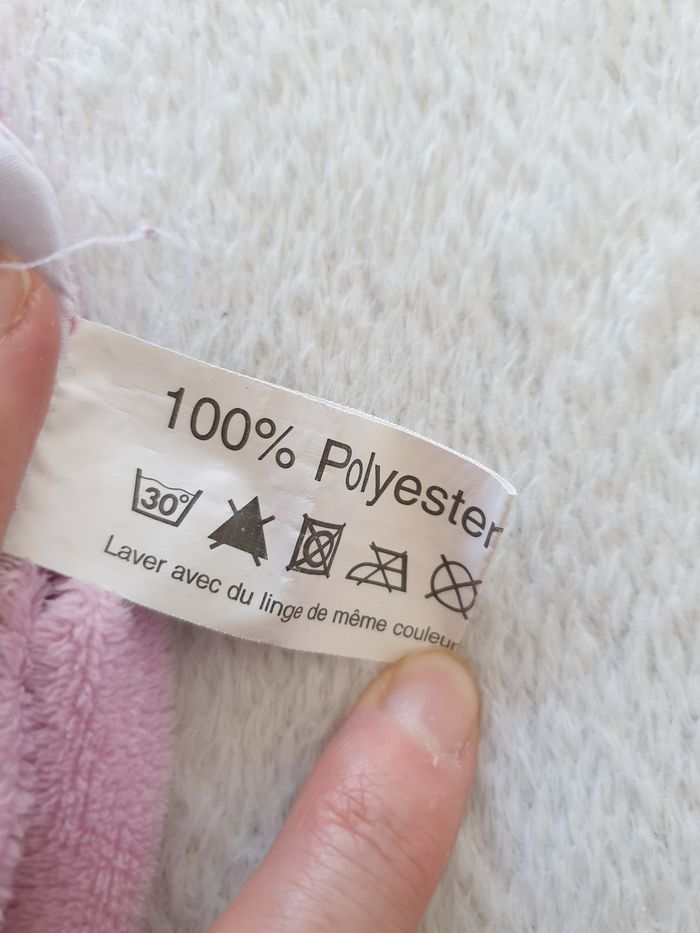 100% Polyester
30°
Laver avec du linge de même couleur